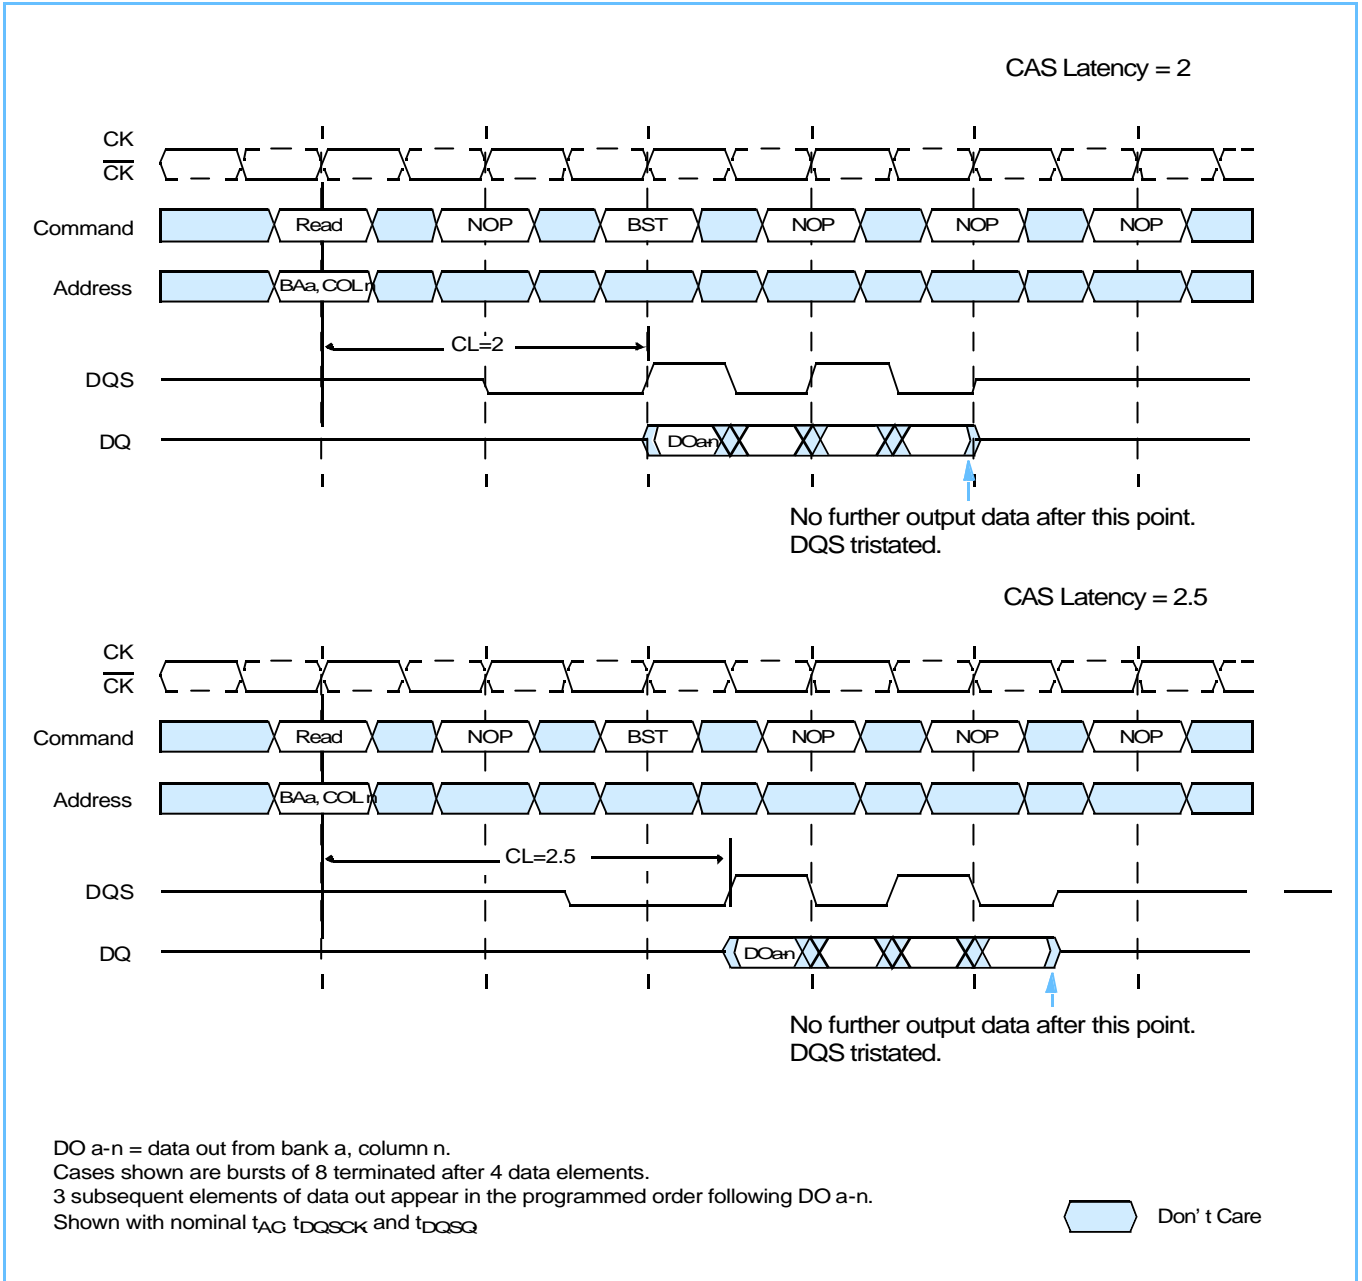 CAS Latency = 2
CK
CK
Command
Read
NOP
BST
NOP
NOP
NOP
Address
BAa, COL n
CL=2
DQS
DQ
DOa-n
No further output data after this point.
DQS tristated.
CAS Latency = 2.5
CK
CK
Command
Read
NOP
BST
NOP
NOP
NOP
Address
BAa, COL n
CL=2.5
DQS
DQ
DOa-n
No further output data after this point.
DQS tristated.
DO a-n = data out from bank a, column n.
Cases shown are bursts of 8 terminated after 4 data elements.
3 subsequent elements of data out appear in the programmed order following DO a-n.
Shown with nominal tAC, tDQSCK, and tDQSQ.
Don't Care